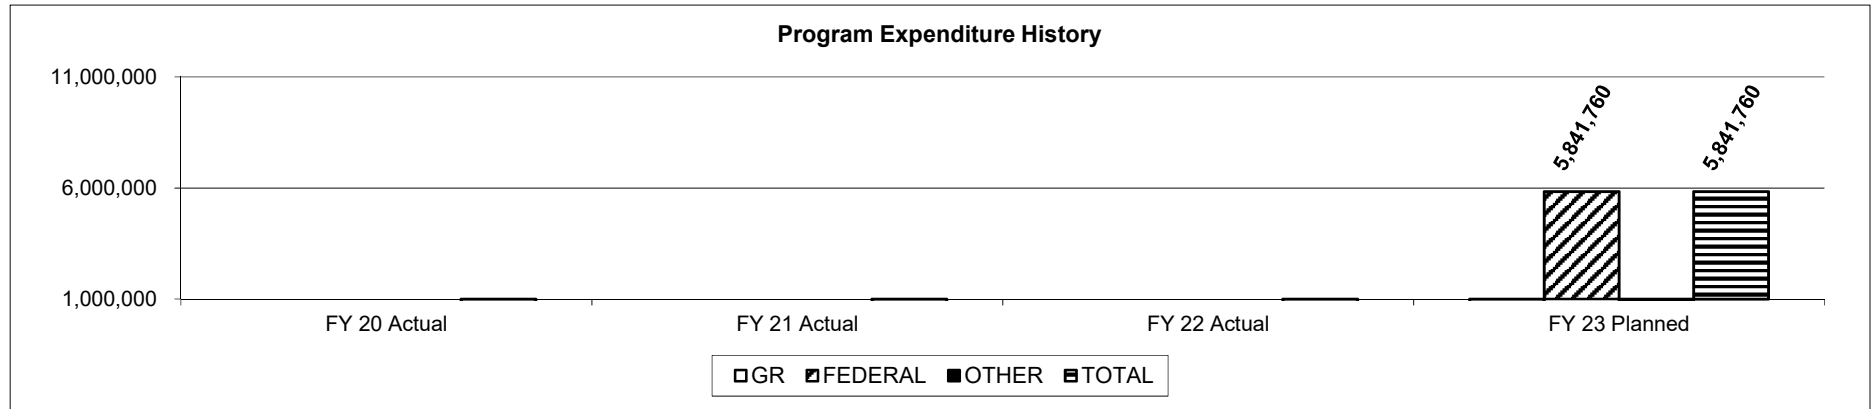 Program Expenditure History
11,000,000
6,000,000
1,000,000
5,841,760
5,841,760
FY 20 Actual
FY 21 Actual
FY 22 Actual
FY 23 Planned
GR FEDERAL OTHER TOTAL